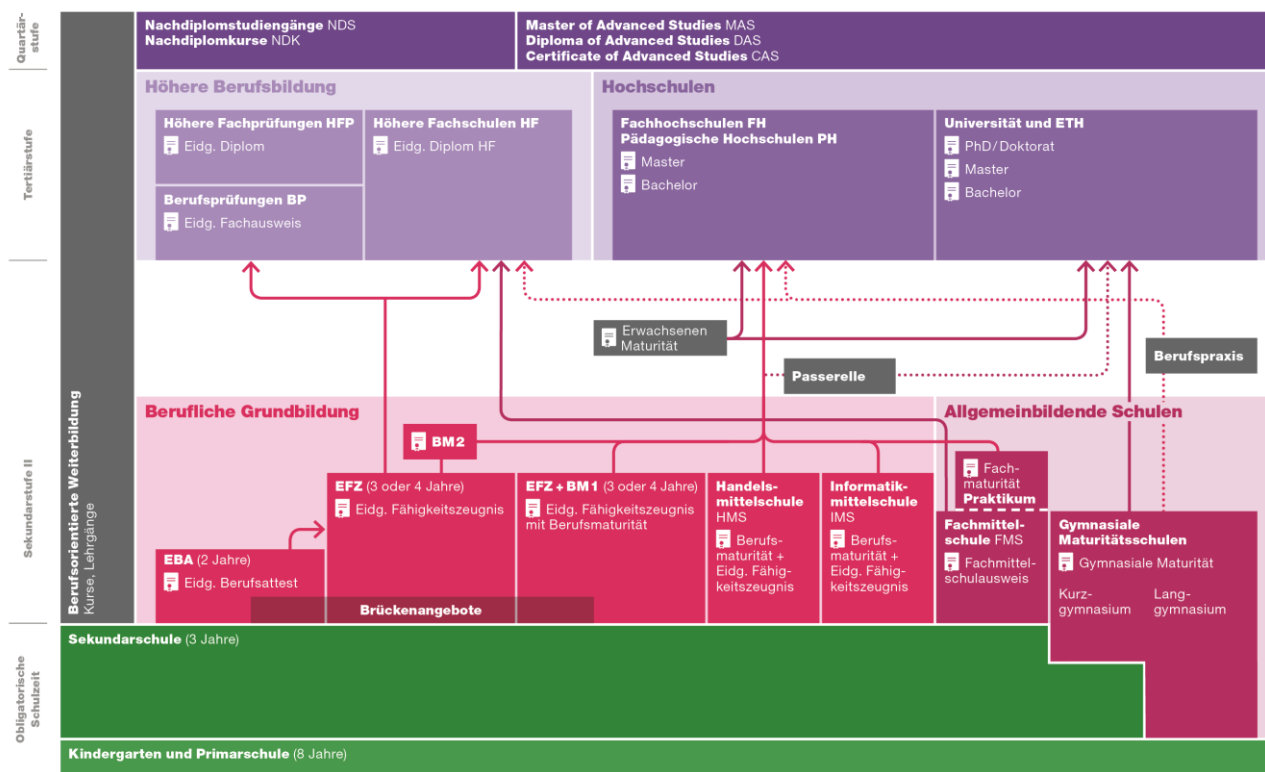 Quartär-
stufe
Nachdiplomstudiengänge NDS
Nachdiplomkurse NDK
Master of Advanced Studies MAS
Diploma of Advanced Studies DAS
Certificate of Advanced Studies CAS
Tertiärstufe
Höhere Berufsbildung
Hochschulen
Höhere Fachprüfungen HFP
Eidg. Diplom
Berufsprüfungen BP
Eidg. Fachausweis
Höhere Fachschulen HF
Eidg. Diplom HF
Fachhochschulen FH
Pädagogische Hochschulen PH
Master
Bachelor
Universität und ETH
PhD/Doktorat
Master
Bachelor
Erwachsenen
Maturität
Passerelle
Berufspraxis
Sekundarstufe II
Berufsorientierte Weiterbildung
Kurse, Lehrgänge
Berufliche Grundbildung
Allgemeinbildende Schulen
BM2
EBA (2 Jahre)
Eidg. Berufsattest
EFZ (3 oder 4 Jahre)
Eidg. Fähigkeitszeugnis
EFZ + BM1 (3 oder 4 Jahre)
Eidg. Fähigkeitszeugnis
mit Berufsmaturität
Handels-
mittelschule
HMS
Berufs-
maturität +
Eidg. Fähig-
keitszeugnis
Informatik-
mittelschule
IMS
Berufs-
maturität +
Eidg. Fähig-
keitszeugnis
Fach-
maturität
Praktikum
Fachmittel-
schule FMS
Fachmittel-
schulausweis
Gymnasiale
Maturitätsschulen
Gymnasiale Maturität
Kurz-
gymnasium
Lang-
gymnasium
Brückenangebote
Obligatorische
Schulzeit
Sekundarschule (3 Jahre)
Kindergarten und Primarschule (8 Jahre)